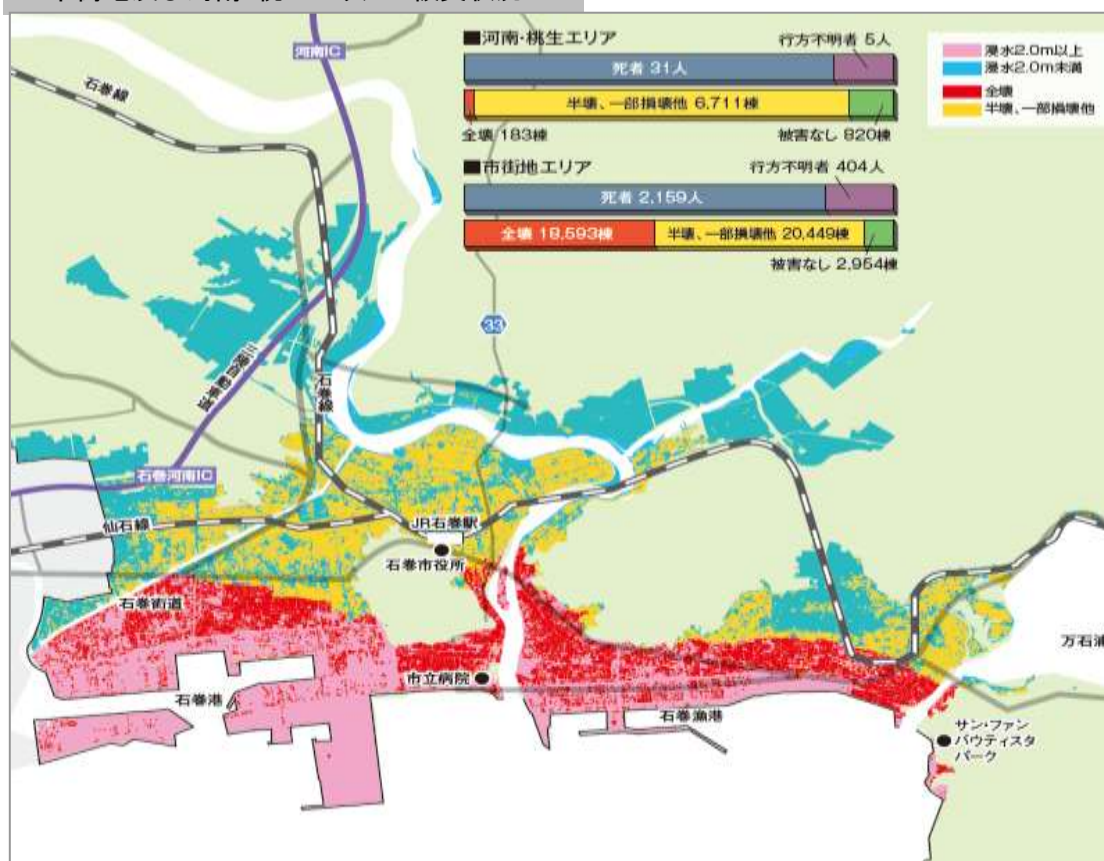 河南IC
石巻線
■河南・桃生エリア
行方不明者 5人
死者 31人
半壊、一部損壊他 6,711棟
全壊 183棟
被害なし 820棟
■市街地エリア
行方不明者 404人
死者 2,159人
全壊 18,593棟
半壊、一部損壊他 20,449棟
被害なし 2,954棟
浸水2.0m以上
浸水2.0m未満
全壊
半壊、一部損壊他
33
三陸自動車道
石巻線
石巻河南IC
仙石線
JR石巻駅
石巻市役所
石巻街道
万石浦
市立病院
石巻港
石巻漁港
サン・ファン
バウティスタ
パーク